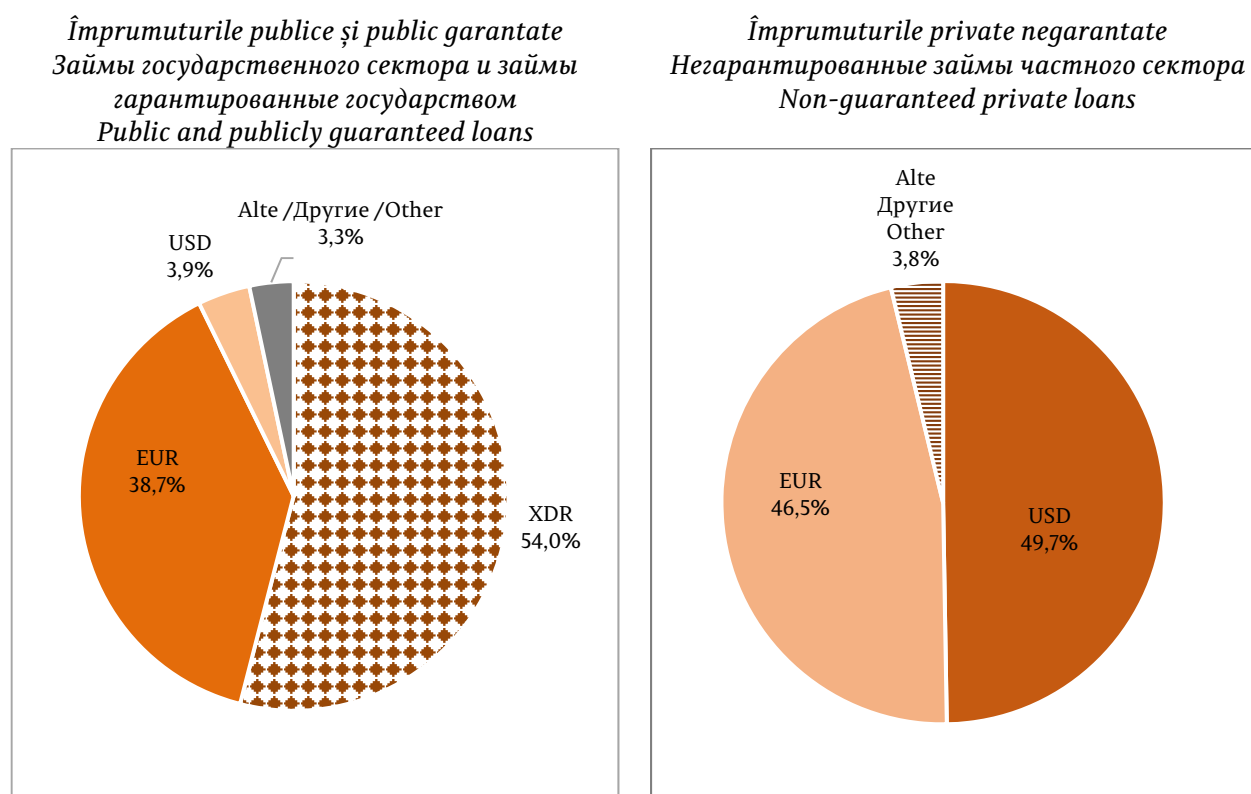 Împrumuturile publice și public garantate
Займы государственного сектора и займы
гарантированные государством
Public and publicly guaranteed loans
Alte /Другие /Other
3,3%
USD
3,9%
EUR
38,7%
XDR
54,0%
Împrumuturile private negarantate
Негарантированные займы частного сектора
Non-guaranteed private loans
Alte
Другие
Other
3,8%
EUR
46,5%
USD
49,7%